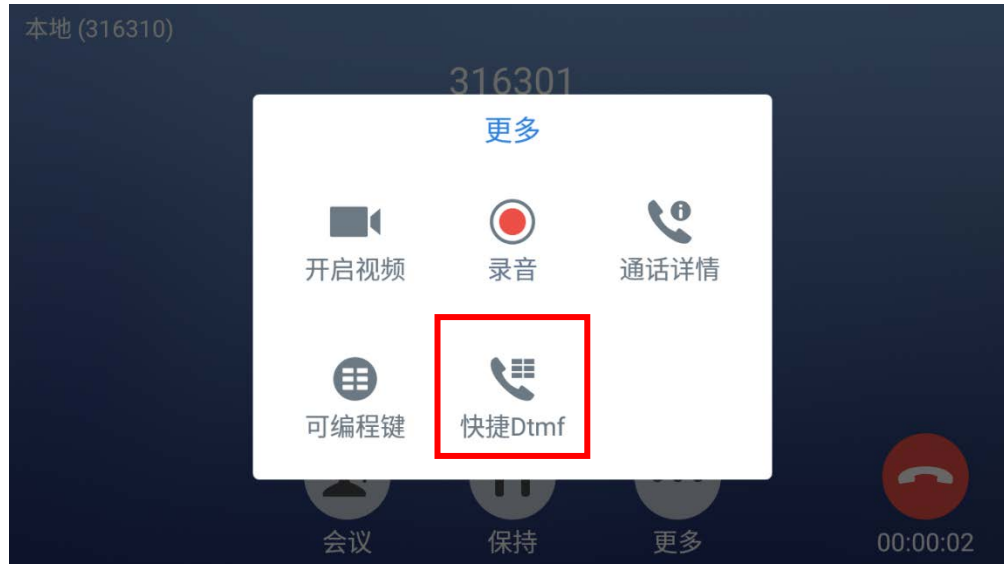 本地 (316310)
316301
更多
开启视频
录音
通话详情
可编程键
快捷Dtmf
会议
保持
更多
00:00:02